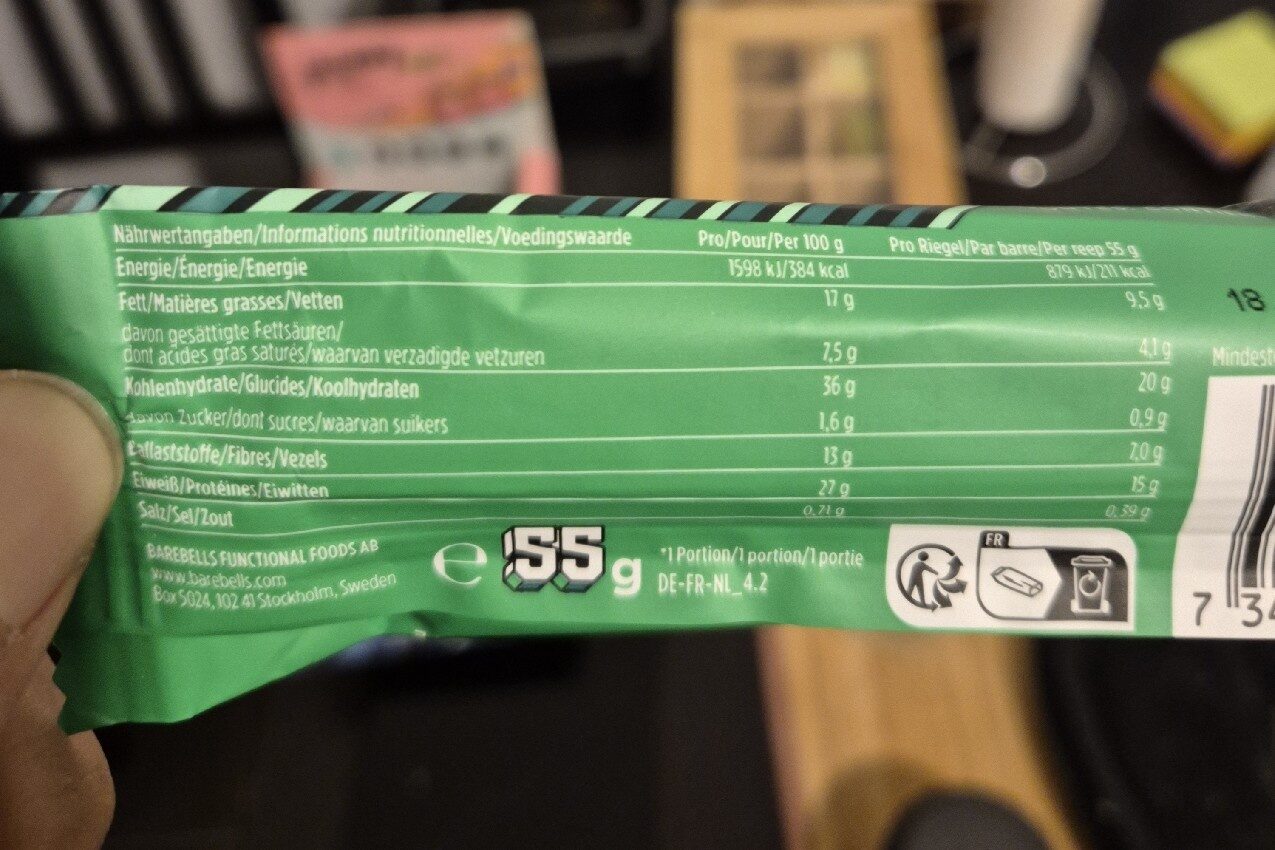 Nährwertangaben/Informations nutritionnelles/Voedingswaarde Pro/Pour/Per 100 g Pro Riegel/Par barre/Per reep 55 g
Energie/Énergie/Energie 1598 kJ/384 kcal 879 kJ/211 kcal
Fett/Matières grasses/Vetten 17 g 9,5 g
davon gesättigte Fettsäuren/
dont acides gras saturés/waarvan verzadigde vetzuren 7,5 g 4,1 g
Kohlenhydrate/Glucides/Koolhydraten 36 g 20 g
davon Zucker/dont sucres/waarvan suikers 1,6 g 0,9 g
Ballaststoffe/Fibres/Vezels 13 g 7,0 g
Eiweiß/Protéines/Eiwitten 27 g 15 g
Salz/Sel/Zout 0,71 g 0,39 g
BAREBELLS FUNCTIONAL FOODS AB
www.barebells.com
Box 5024, 102 41 Stockholm, Sweden
e 55 g
*1 Portion/1 portion/1 portie
DE-FR-NL_4.2
FR
18
Mindest
7 34